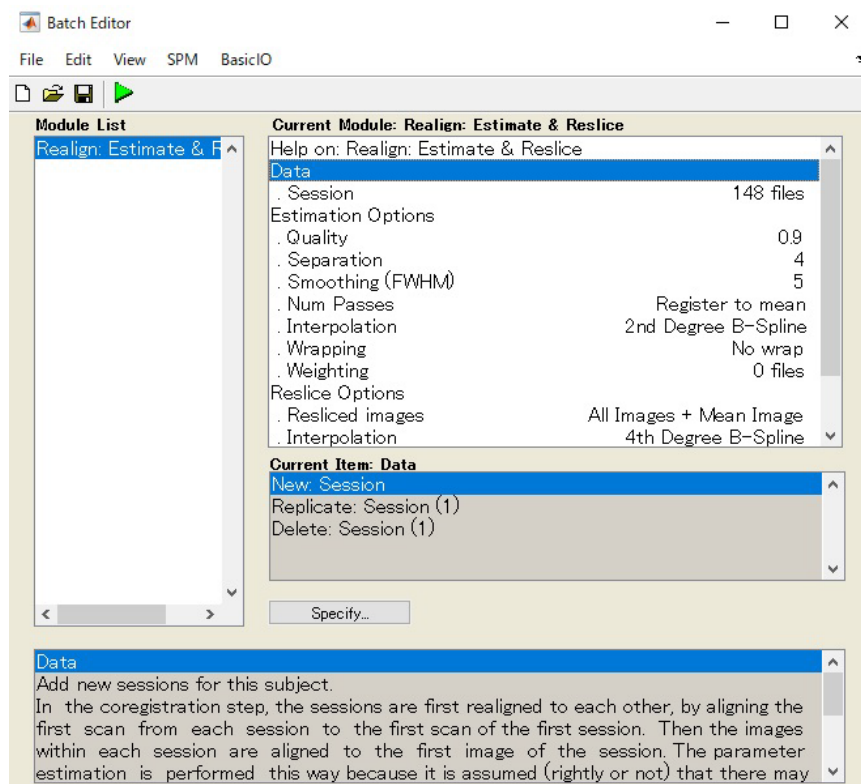 Batch Editor
File Edit View SPM BasicIO
Module List
Realign: Estimate & R
Current Module: Realign: Estimate & Reslice
Help on: Realign: Estimate & Reslice
Data
. Session 148 files
Estimation Options
. Quality 0.9
. Separation 4
. Smoothing (FWHM) 5
. Num Passes Register to mean
. Interpolation 2nd Degree B-Spline
. Wrapping No wrap
. Weighting 0 files
Reslice Options
. Resliced images All Images + Mean Image
. Interpolation 4th Degree B-Spline
Current Item: Data
New: Session
Replicate: Session (1)
Delete: Session (1)
Specify...
Data
Add new sessions for this subject.
In the coregistration step, the sessions are first realigned to each other, by aligning the
first scan from each session to the first scan of the first session. Then the images
within each session are aligned to the first image of the session. The parameter
estimation is performed this way because it is assumed (rightly or not) that there may